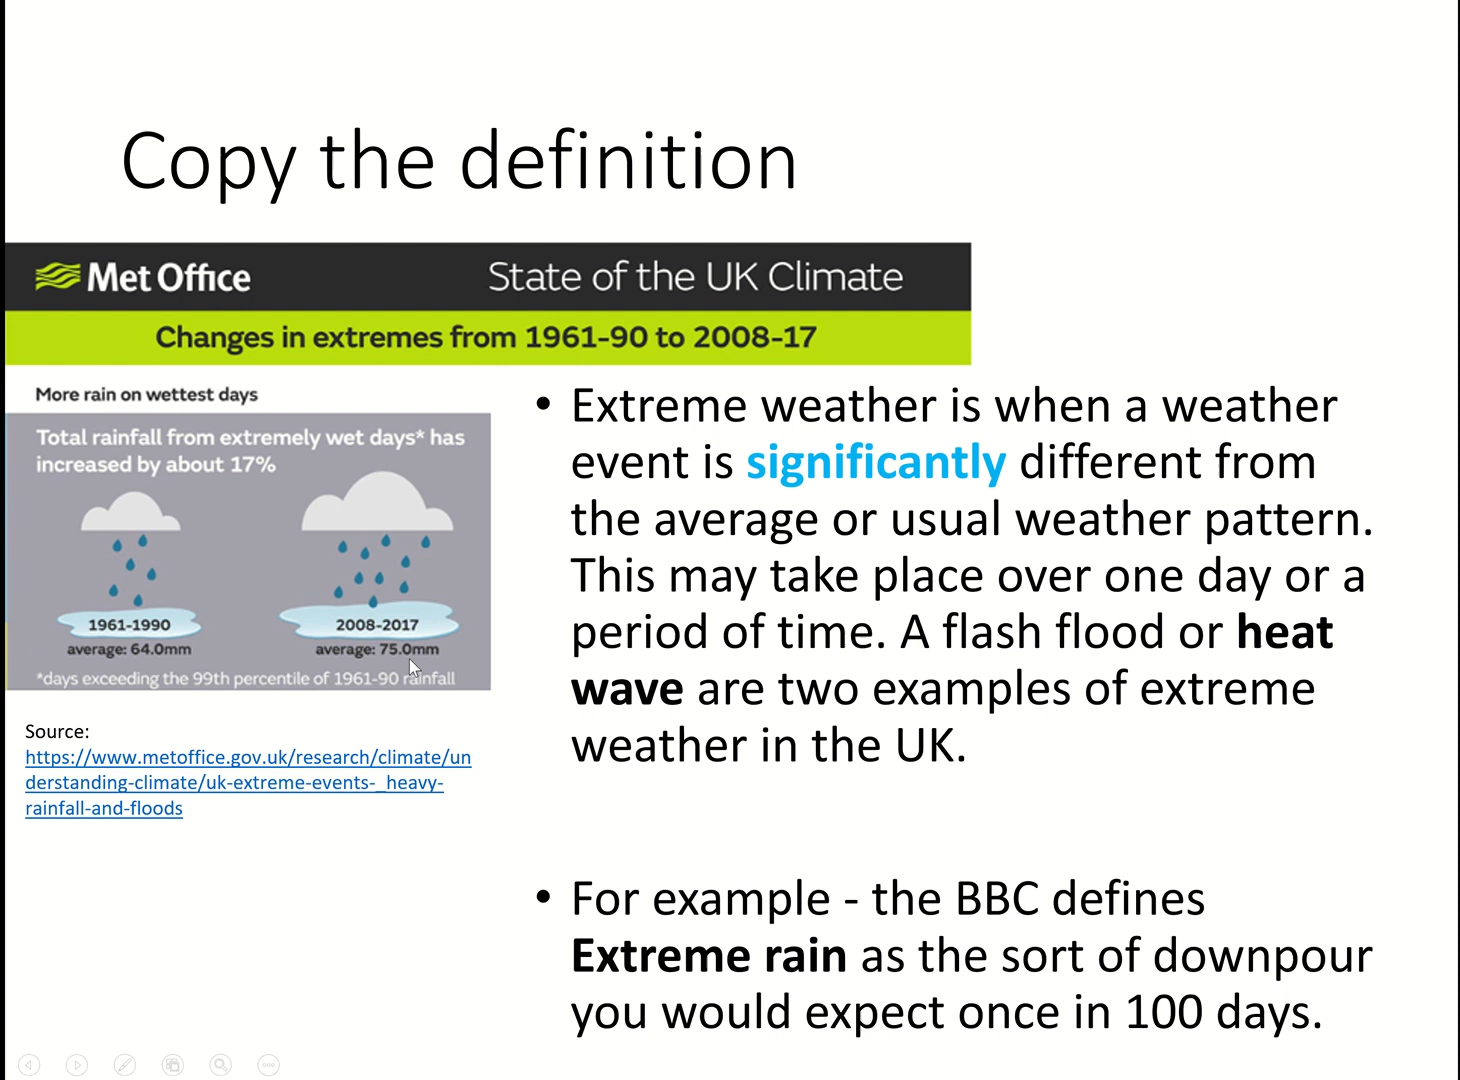 Copy the definition
Met Office
State of the UK Climate
Changes in extremes from 1961-90 to 2008-17
More rain on wettest days
Total rainfall from extremely wet days* has
increased by about 17%
1961-1990
average: 64.0mm
2008-2017
average: 75.0mm
*days exceeding the 99th percentile of 1961-90 rainfall
Source:
https://www.metoffice.gov.uk/research/climate/un
derstanding-climate/uk-extreme-events-_heavy-
rainfall-and-floods
• Extreme weather is when a weather
event is significantly different from
the average or usual weather pattern.
This may take place over one day or a
period of time. A flash flood or heat
wave are two examples of extreme
weather in the UK.
• For example - the BBC defines
Extreme rain as the sort of downpour
you would expect once in 100 days.